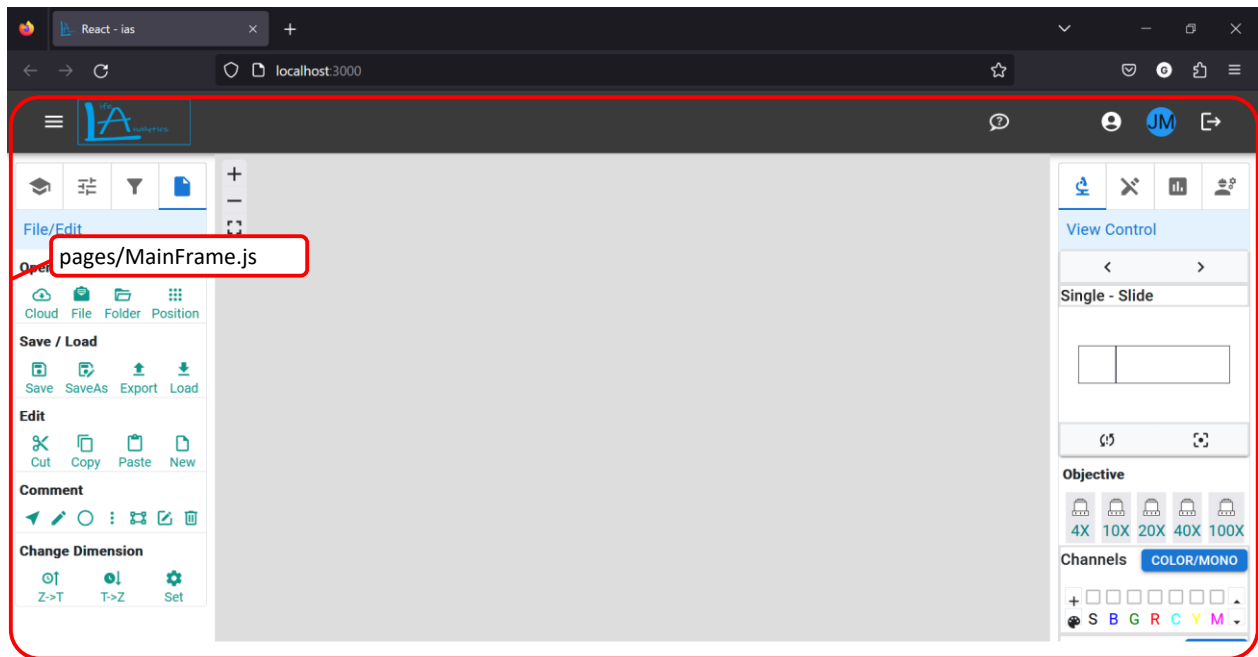 React - ias
localhost:3000
G
Life
Analytics
JM
File/Edit
pages/MainFrame.js
Cloud File Folder Position
Save / Load
Save SaveAs Export Load
Edit
Cut Copy Paste New
Comment
Change Dimension
Z->T T->Z Set
View Control
Single - Slide
Objective
4X 10X 20X 40X 100X
Channels COLOR/MONO
S B G R C Y M